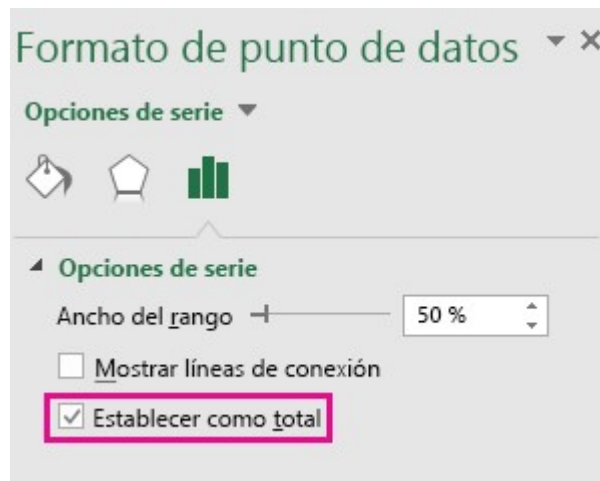 Formato de punto de datos
Opciones de serie
Opciones de serie
Ancho del rango 50 %
Mostrar líneas de conexión
Establecer como total